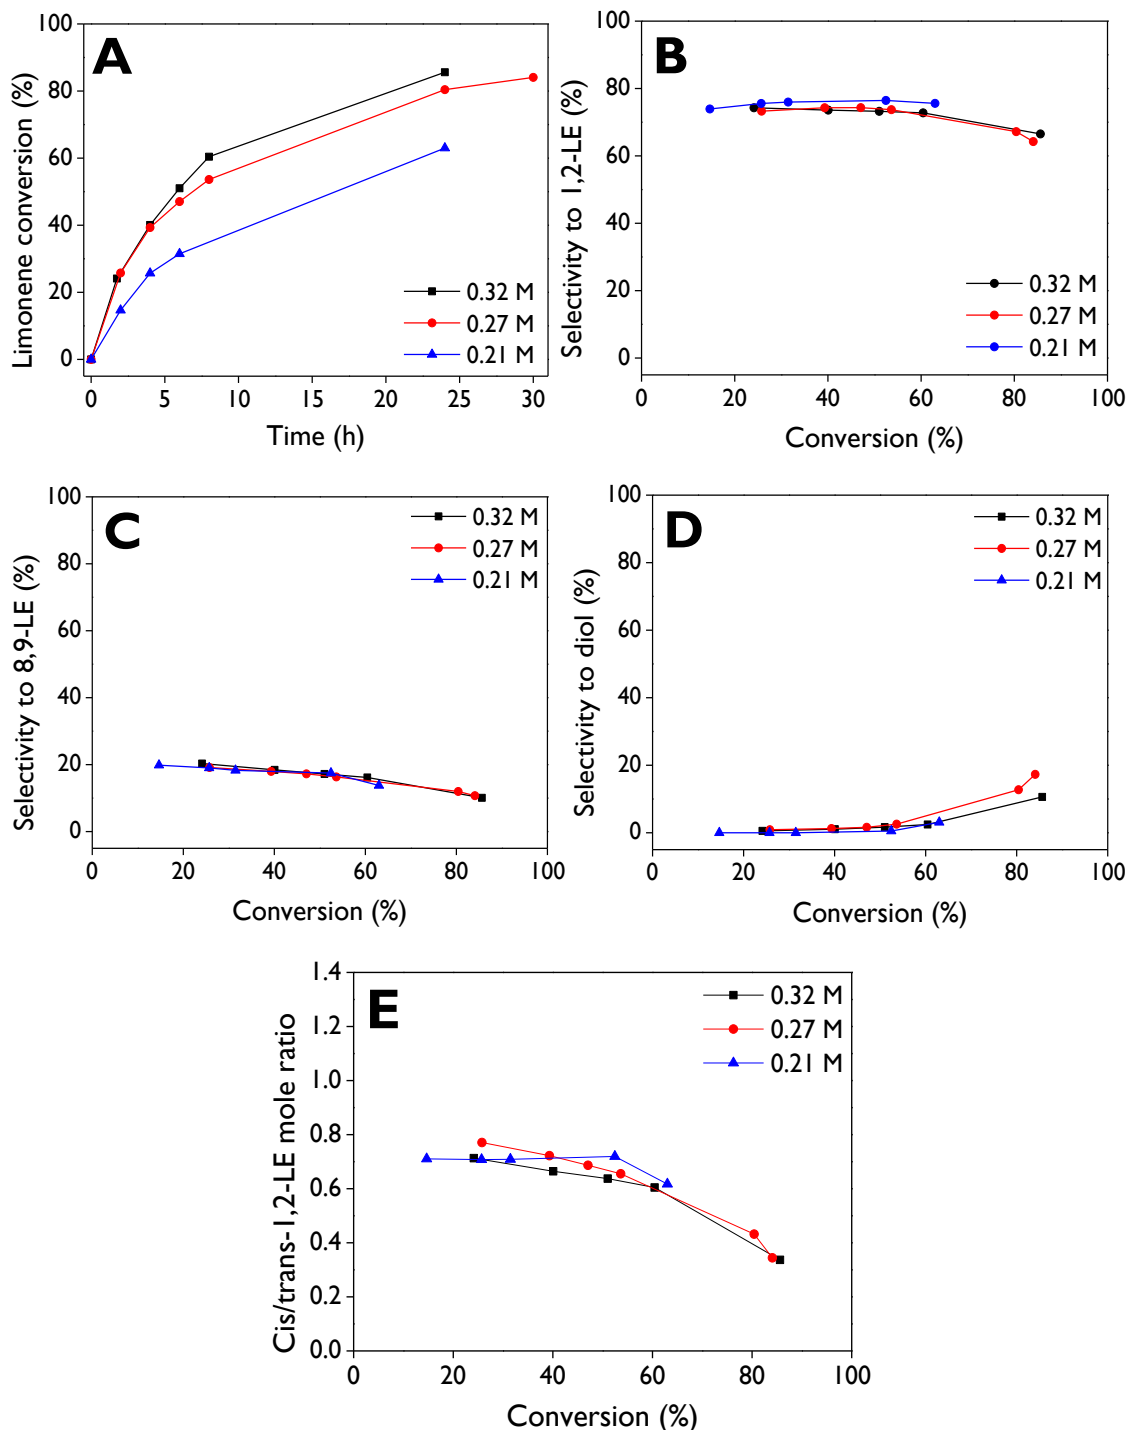 A
Limonene conversion (%)
100
80
60
40
20
0
0 5 10 15 20 25 30
Time (h)
0.32 M
0.27 M
0.21 M
B
Selectivity to 1,2-LE (%)
100
80
60
40
20
0
0 20 40 60 80 100
Conversion (%)
0.32 M
0.27 M
0.21 M
C
Selectivity to 8,9-LE (%)
100
80
60
40
20
0
0 20 40 60 80 100
Conversion (%)
0.32 M
0.27 M
0.21 M
D
Selectivity to diol (%)
100
80
60
40
20
0
0 20 40 60 80 100
Conversion (%)
0.32 M
0.27 M
0.21 M
E
Cis/trans-1,2-LE mole ratio
1.4
1.2
1.0
0.8
0.6
0.4
0.2
0.0
0 20 40 60 80 100
Conversion (%)
0.32 M
0.27 M
0.21 M